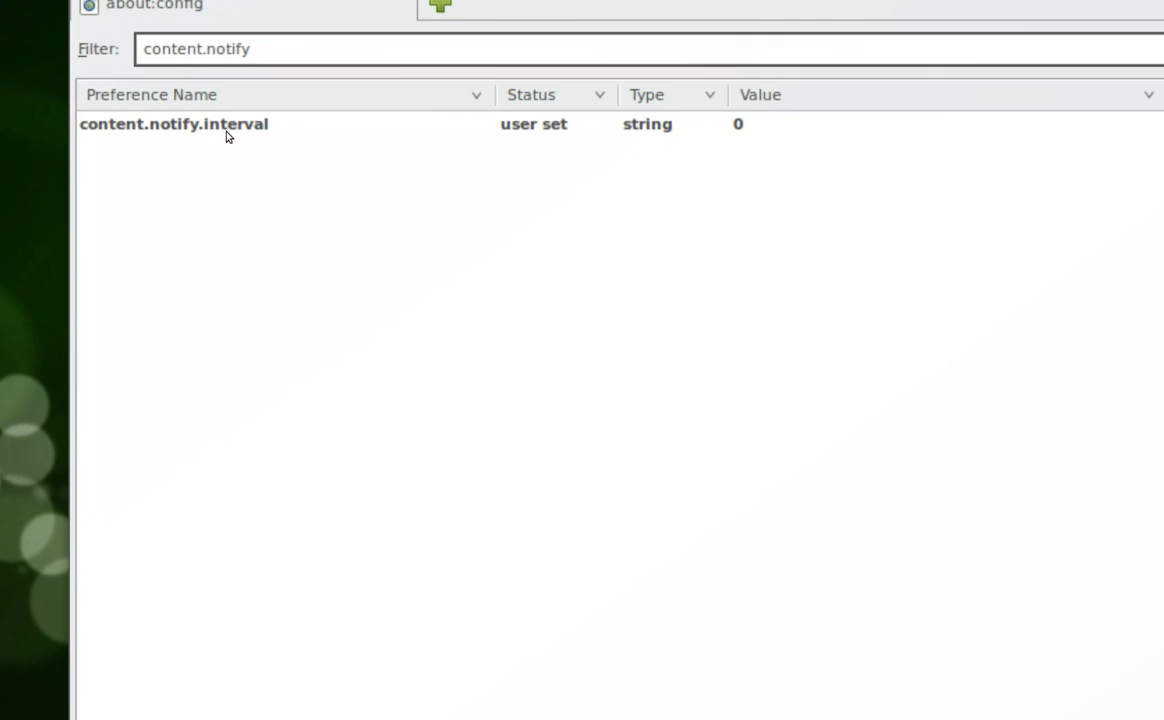 about:config
Filter: content.notify
Preference Name Status Type Value
content.notify.interval user set string 0